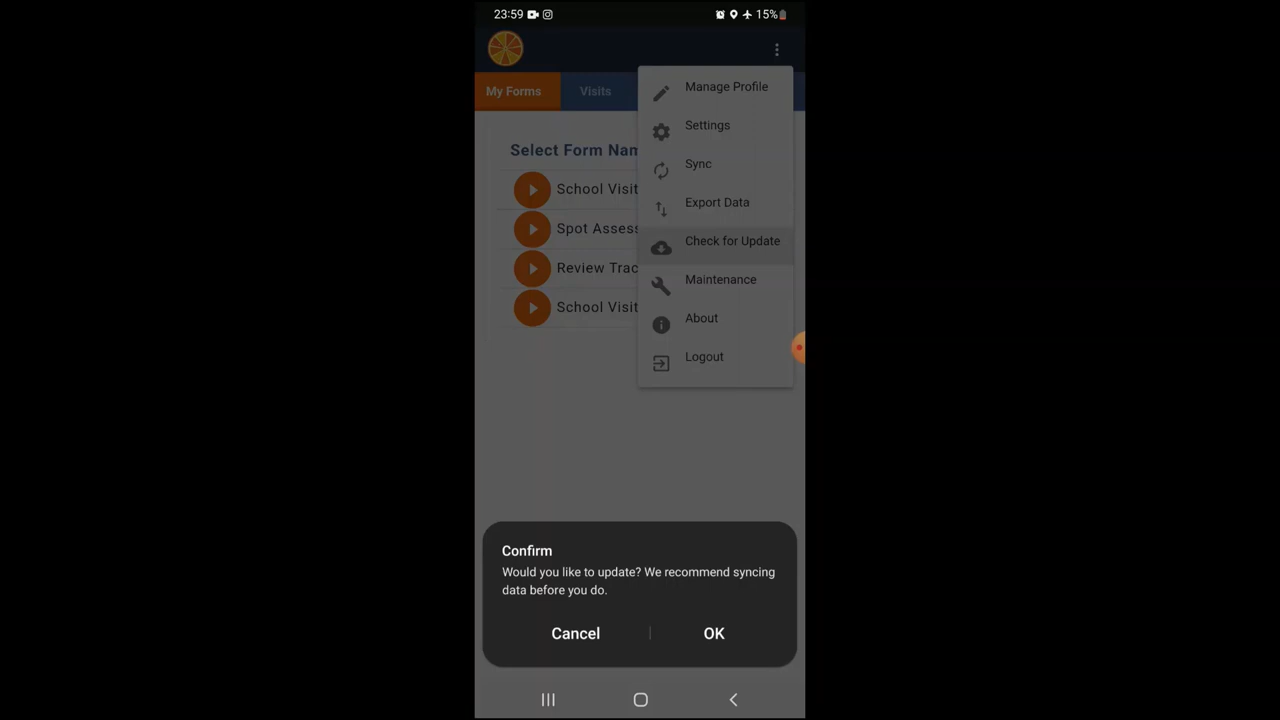 23:59
15%
My Forms
Visits
Manage Profile
Settings
Select Form Nam
Sync
School Visit
Export Data
Spot Assess
Check for Update
Review Trac
Maintenance
School Visit
About
Logout
Confirm
Would you like to update? We recommend syncing
data before you do.
Cancel
OK